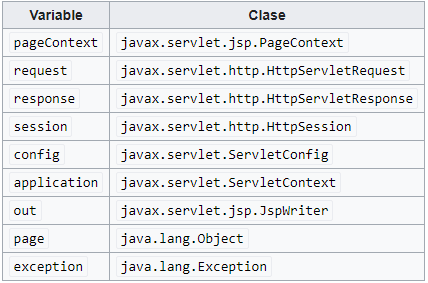 Variable Clase
pageContext javax.servlet.jsp.PageContext
request javax.servlet.http.HttpServletRequest
response javax.servlet.http.HttpServletResponse
session javax.servlet.http.HttpSession
config javax.servlet.ServletConfig
application javax.servlet.ServletContext
out javax.servlet.jsp.JspWriter
page java.lang.Object
exception java.lang.Exception